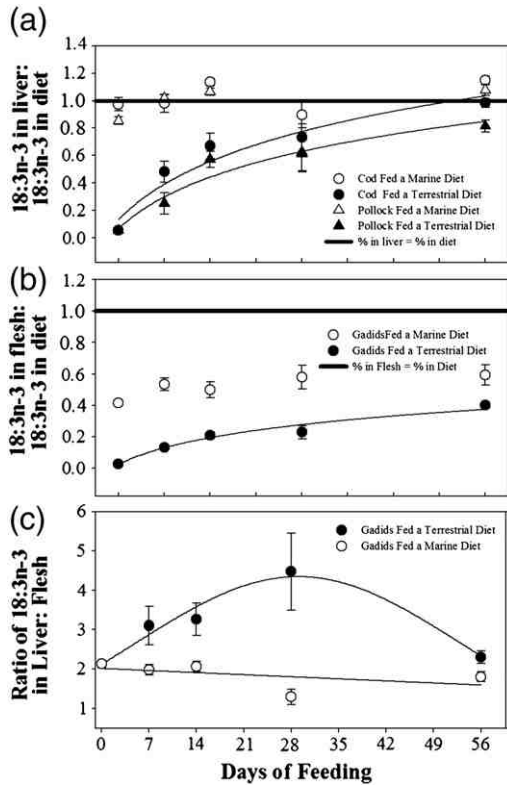 (a)
18:3n-3 in liver:
18:3n-3 in diet
1.4
1.2
1.0
0.8
0.6
0.4
0.2
0.0
Cod Fed a Marine Diet
Cod Fed a Terrestrial Diet
Pollock Fed a Marine Diet
Pollock Fed a Terrestrial Diet
% in liver = % in diet
(b)
18:3n-3 in flesh:
18:3n-3 in diet
1.0
0.8
0.6
0.4
0.2
0.0
GadidsFed a Marine Diet
Gadids Fed a Terrestrial Diet
% in Flesh = % in Diet
(c)
Ratio of 18:3n-3
in Liver: Flesh
6
5
4
3
2
1
Gadids Fed a Terrestrial Diet
Gadids Fed a Marine Diet
0 7 14 21 28 35 42 49 56
Days of Feeding